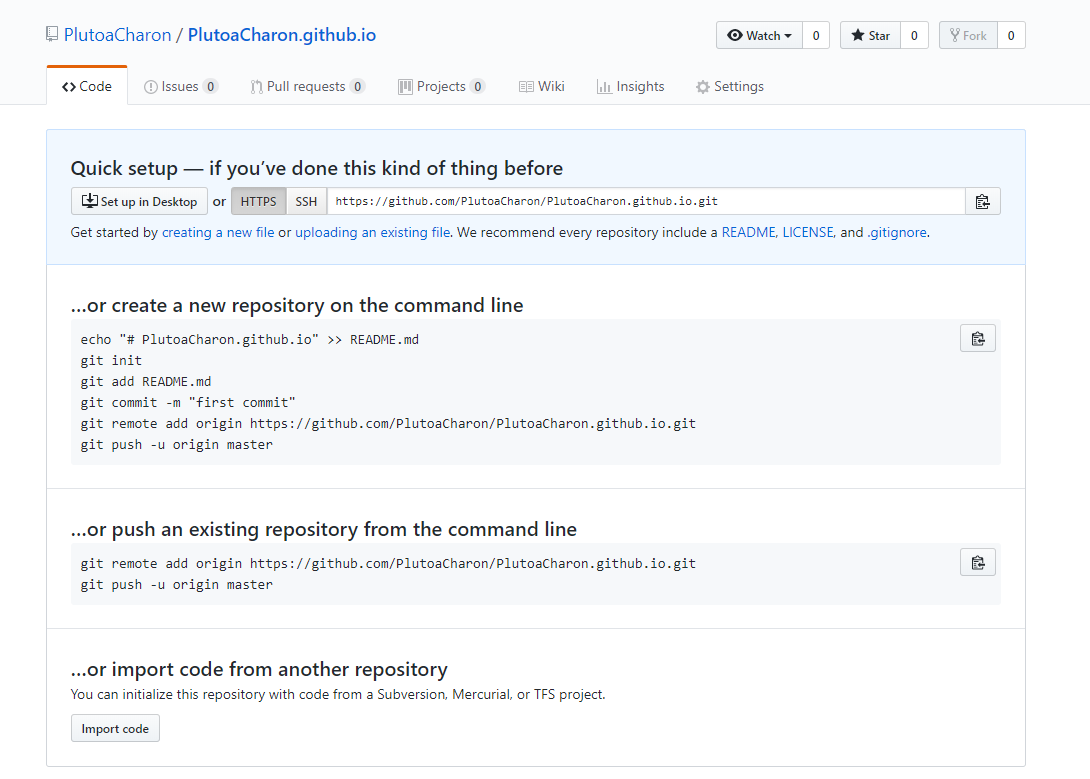 PlutoaCharon / PlutoaCharon.github.io
Watch 0 Star 0 Fork 0
Code Issues 0 Pull requests 0 Projects 0 Wiki Insights Settings
Quick setup — if you’ve done this kind of thing before
Set up in Desktop or HTTPS SSH https://github.com/PlutoaCharon/PlutoaCharon.github.io.git
Get started by creating a new file or uploading an existing file. We recommend every repository include a README, LICENSE, and .gitignore.
…or create a new repository on the command line
echo "# PlutoaCharon.github.io" >> README.md
git init
git add README.md
git commit -m "first commit"
git remote add origin https://github.com/PlutoaCharon/PlutoaCharon.github.io.git
git push -u origin master
…or push an existing repository from the command line
git remote add origin https://github.com/PlutoaCharon/PlutoaCharon.github.io.git
git push -u origin master
…or import code from another repository
You can initialize this repository with code from a Subversion, Mercurial, or TFS project.
Import code